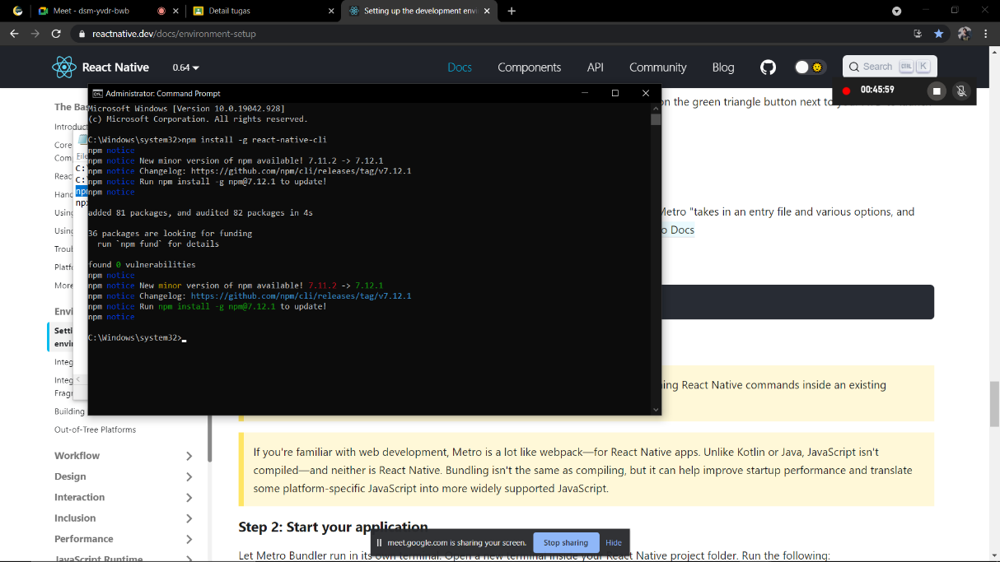 Meet - dsm-yvdr-bwb
Detail tugas
Setting up the development envi
reactnative.dev/docs/environment-setup
React Native
0.64
Docs
Components
API
Community
Blog
Search
CTRL K
00:45:59
on the green triangle button next to
Administrator: Command Prompt
Microsoft Windows [Version 10.0.19042.928]
(c) Microsoft Corporation. All rights reserved.
C:\Windows\system32>npm install -g react-native-cli
npm notice
npm notice New minor version of npm available! 7.11.2 -> 7.12.1
npm notice Changelog: https://github.com/npm/cli/releases/tag/v7.12.1
npm notice Run npm install -g npm@7.12.1 to update!
npm notice
added 81 packages, and audited 82 packages in 4s
36 packages are looking for funding
run `npm fund` for details
found 0 vulnerabilities
npm notice
npm notice New minor version of npm available! 7.11.2 -> 7.12.1
npm notice Changelog: https://github.com/npm/cli/releases/tag/v7.12.1
npm notice Run npm install -g npm@7.12.1 to update!
npm notice
C:\Windows\system32>
The Ba
Introduc
Core
Com
Reac
Hand
Using
Using
Troub
Platf
More
Envi
Setti
envi
Integ
Integ
Fragr
Building
Out-of-Tree Platforms
Workflow
Design
Interaction
Inclusion
Performance
JavaScript Runtime
File
C:
C:
np
np
Metro "takes in an entry file and various options, and
o Docs
ing React Native commands inside an existing
If you're familiar with web development, Metro is a lot like webpack—for React Native apps. Unlike Kotlin or Java, JavaScript isn't
compiled—and neither is React Native. Bundling isn't the same as compiling, but it can help improve startup performance and translate
some platform-specific JavaScript into more widely supported JavaScript.
Step 2: Start your application
Let Metro Bundler run in its own terminal. Open a new terminal inside your React Native project folder. Run the following:
meet.google.com is sharing your screen.
Stop sharing
Hide